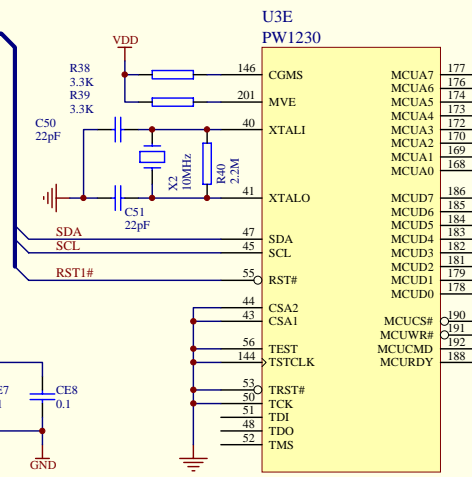 U3E
PW1230
VDD
R38
3.3K
R39
3.3K
C50
22pF
X2
10MHz
R40
2.2M
C51
22pF
SDA
SCL
RST1#
146 CGMS
201 MVE
40 XTALI
41 XTALO
47 SDA
45 SCL
55 RST#
44 CSA2
43 CSA1
56 TEST
144 TSTCLK
53 TRST#
50 TCK
51 TDI
48 TDO
52 TMS
MCUA7 177
MCUA6 176
MCUA5 174
MCUA4 173
MCUA3 172
MCUA2 170
MCUA1 169
MCUA0 168
MCUD7 186
MCUD6 185
MCUD5 184
MCUD4 183
MCUD3 182
MCUD2 181
MCUD1 179
MCUD0 178
MCUCS# 190
MCUWR# 191
MCUCMD 192
MCURDY 188
E7
CE8
0.1
GND